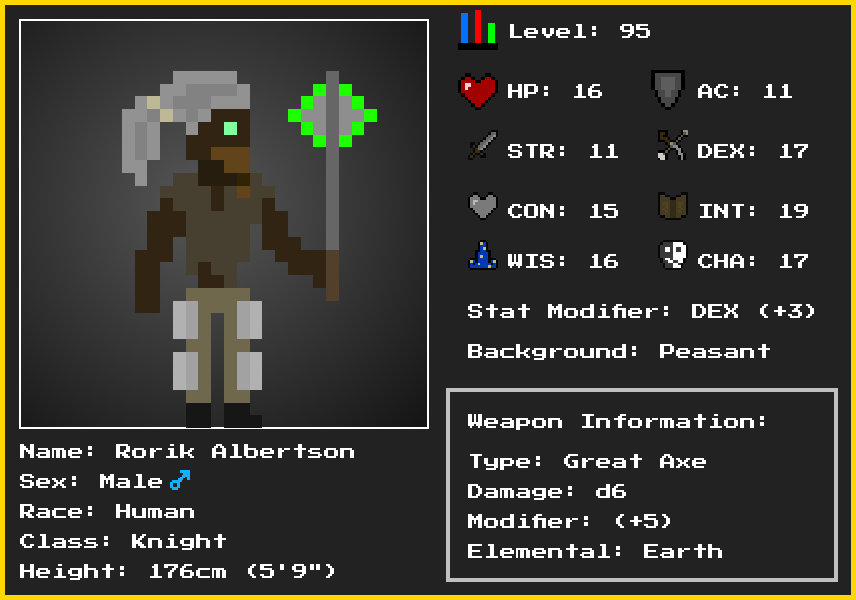 Level: 95
HP: 16 AC: 11
STR: 11 DEX: 17
CON: 15 INT: 19
WIS: 16 CHA: 17
Stat Modifier: DEX (+3)
Background: Peasant
Weapon Information:
Type: Great Axe
Damage: d6
Modifier: (+5)
Elemental: Earth
Name: Rorik Albertson
Sex: Male ♂
Race: Human
Class: Knight
Height: 176cm (5'9")